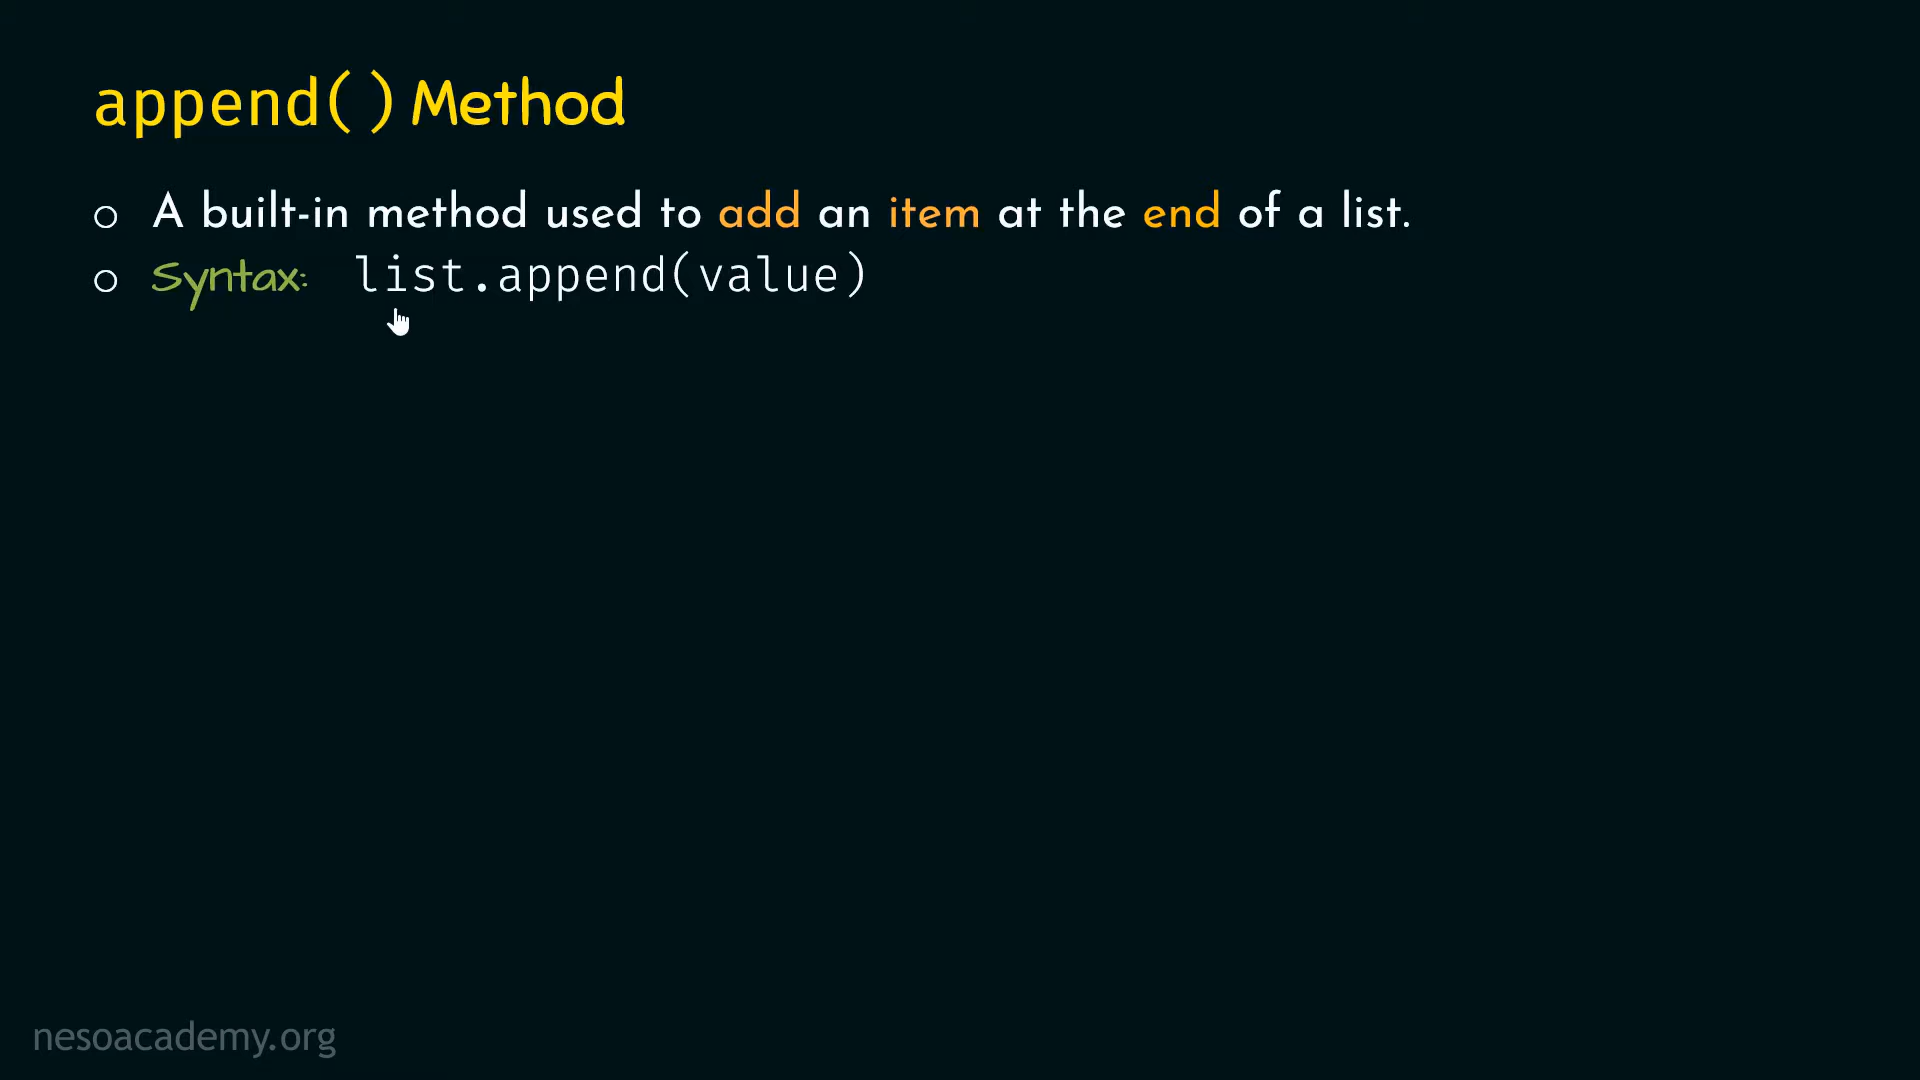 append() Method
○ A built-in method used to add an item at the end of a list.
○ Syntax: list.append(value)
nesoacademy.org